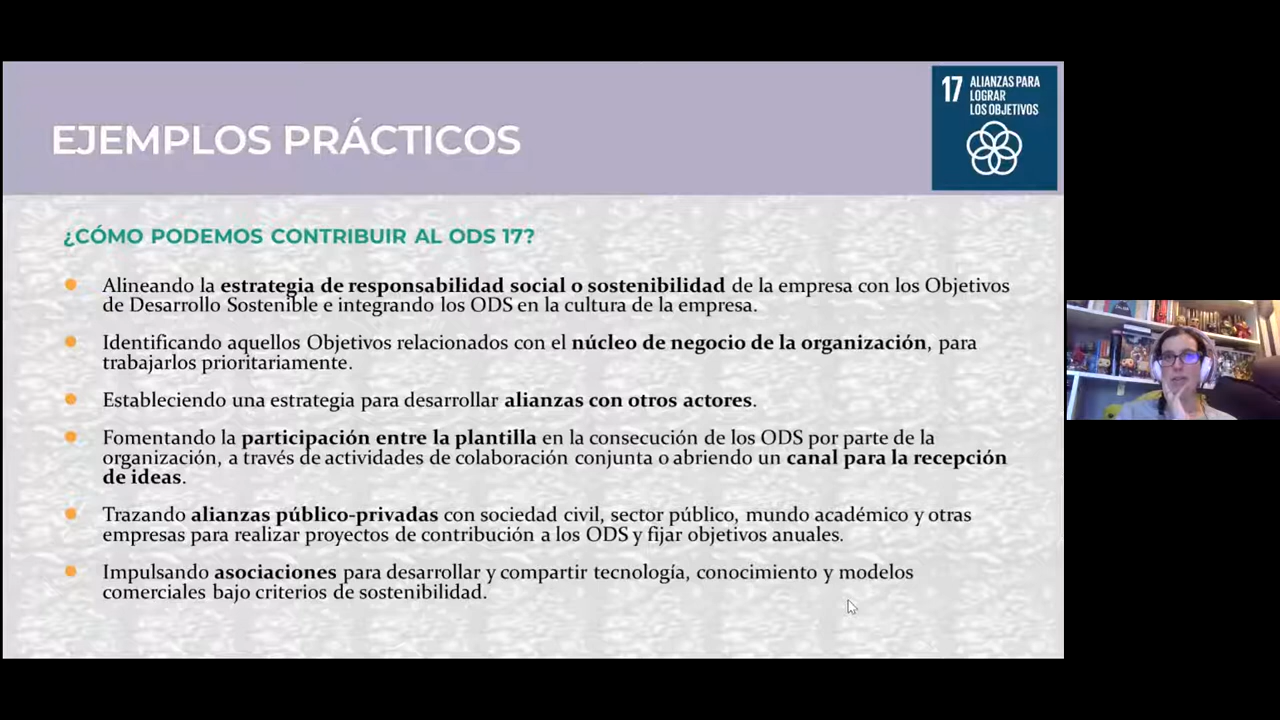 17 ALIANZAS PARA
LOGRAR
LOS OBJETIVOS
EJEMPLOS PRÁCTICOS
¿CÓMO PODEMOS CONTRIBUIR AL ODS 17?
Alineando la estrategia de responsabilidad social o sostenibilidad de la empresa con los Objetivos
de Desarrollo Sostenible e integrando los ODS en la cultura de la empresa.
Identificando aquellos Objetivos relacionados con el núcleo de negocio de la organización, para
trabajarlos prioritariamente.
Estableciendo una estrategia para desarrollar alianzas con otros actores.
Fomentando la participación entre la plantilla en la consecución de los ODS por parte de la
organización, a través de actividades de colaboración conjunta o abriendo un canal para la recepción
de ideas.
Trazando alianzas público-privadas con sociedad civil, sector público, mundo académico y otras
empresas para realizar proyectos de contribución a los ODS y fijar objetivos anuales.
Impulsando asociaciones para desarrollar y compartir tecnología, conocimiento y modelos
comerciales bajo criterios de sostenibilidad.